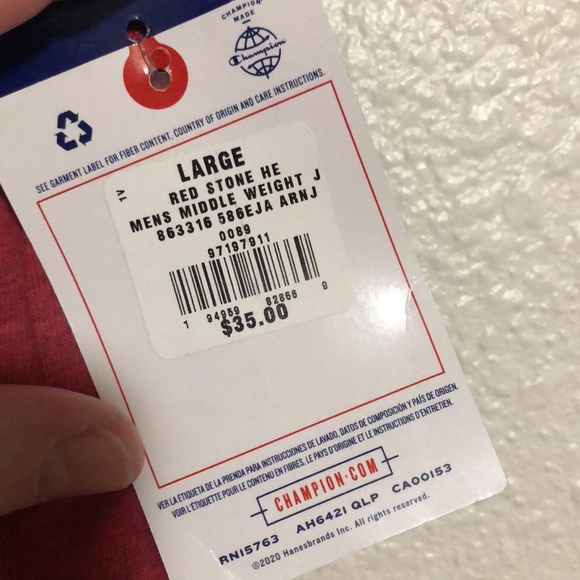 CHAMPION
MADE
Champion
SEE GARMENT LABEL FOR FIBER CONTENT, COUNTRY OF ORIGIN AND CARE INSTRUCTIONS.
1V
LARGE
RED STONE HE
MENS MIDDLE WEIGHT J
863316 586EJA ARNJ
0089
97197911
1 94959 82866 9
$35.00
VER LA ETIQUETA DE LA PRENDA PARA INSTRUCCIONES DE LAVADO, DATOS DE COMPOSICIÓN Y PAÍS DE ORIGEN.
VOIR L'ÉTIQUETTE POUR LE CONTENU EN FIBRES, LE PAYS D'ORIGINE ET LE INSTRUCTIONS D'ENTRETIEN.
CHAMPION·COM
RN15763 AH6421 QLP CA00153
©2020 Hanesbrands Inc. All rights reserved.